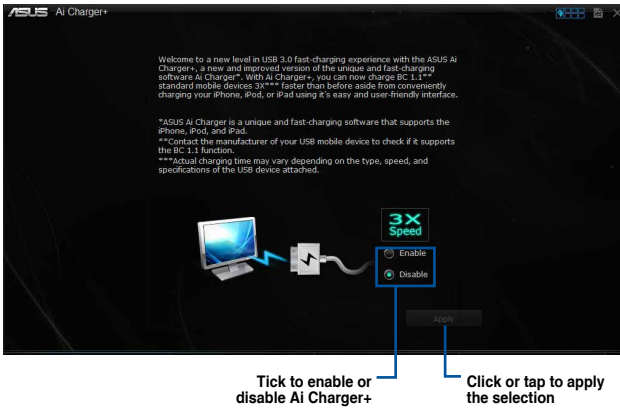 ASUS Ai Charger+
Welcome to a new level in USB 3.0 fast-charging experience with the ASUS Ai
Charger+, a new and improved version of the unique and fast-charging
software Ai Charger*. With Ai Charger+, you can now charge BC 1.1**
standard mobile devices 3X*** faster than before aside from conveniently
charging your iPhone, iPod, or iPad using it's easy and user-friendly interface.
*ASUS Ai Charger is a unique and fast-charging software that supports the
iPhone, iPod, and iPad.
**Contact the manufacturer of your USB mobile device to check if it supports
the BC 1.1 function.
***Actual charging time may vary depending on the type, speed, and
specifications of the USB device attached.
3X
Speed
Enable
Disable
Apply
Tick to enable or
disable Ai Charger+
Click or tap to apply
the selection